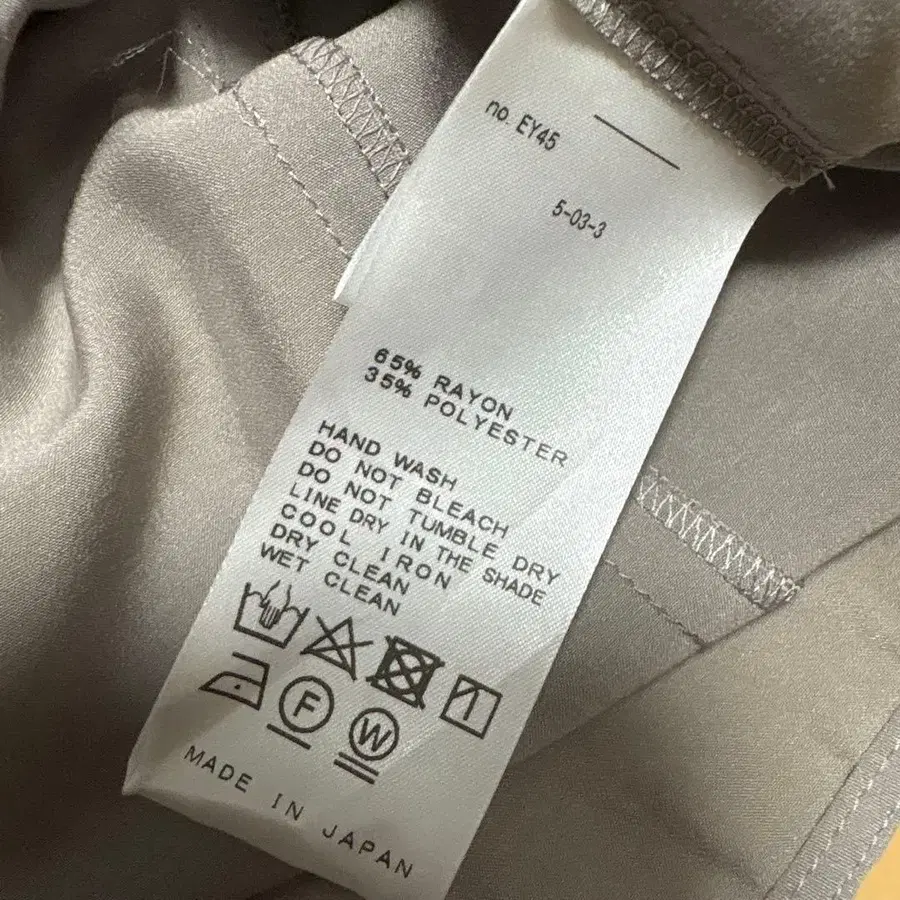 no. EY45
5-03-3
65% RAYON
35% POLYESTER
HAND WASH
DO NOT BLEACH
DO NOT TUMBLE DRY
LINE DRY IN THE SHADE
COOL IRON
DRY CLEAN
WET CLEAN
F
W
MADE IN JAPAN